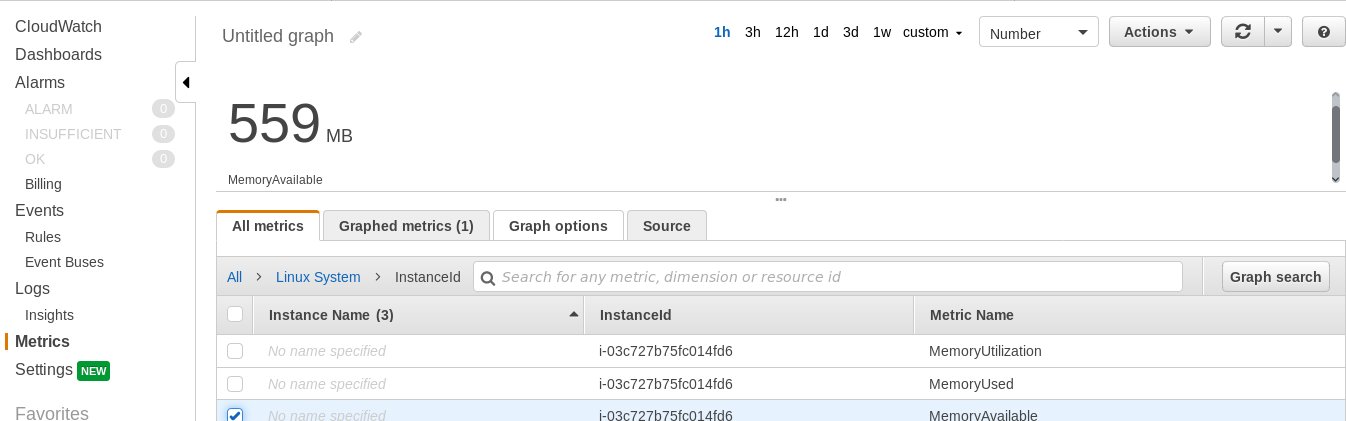 CloudWatch
Dashboards
Alarms
ALARM 0
INSUFFICIENT 0
OK 0
Billing
Events
Rules
Event Buses
Logs
Insights
Metrics
Settings NEW
Favorites
Untitled graph
1h 3h 12h 1d 3d 1w custom Number Actions ?
559 MB
MemoryAvailable
All metrics Graphed metrics (1) Graph options Source
All Linux System InstanceId Search for any metric, dimension or resource id Graph search
Instance Name (3) InstanceId Metric Name
No name specified i-03c727b75fc014fd6 MemoryUtilization
No name specified i-03c727b75fc014fd6 MemoryUsed
No name specified i-03c727b75fc014fd6 MemoryAvailable